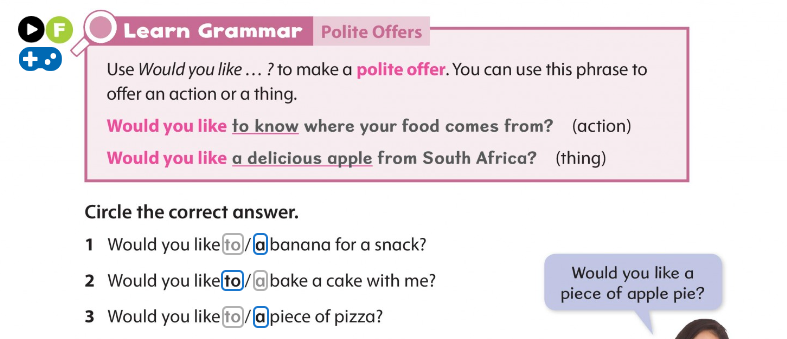 F
Learn Grammar Polite Offers
Use Would you like ... ? to make a polite offer. You can use this phrase to
offer an action or a thing.
Would you like to know where your food comes from? (action)
Would you like a delicious apple from South Africa? (thing)
Circle the correct answer.
1 Would you like to / a banana for a snack?
2 Would you like to / a bake a cake with me?
3 Would you like to / a piece of pizza?
Would you like a
piece of apple pie?